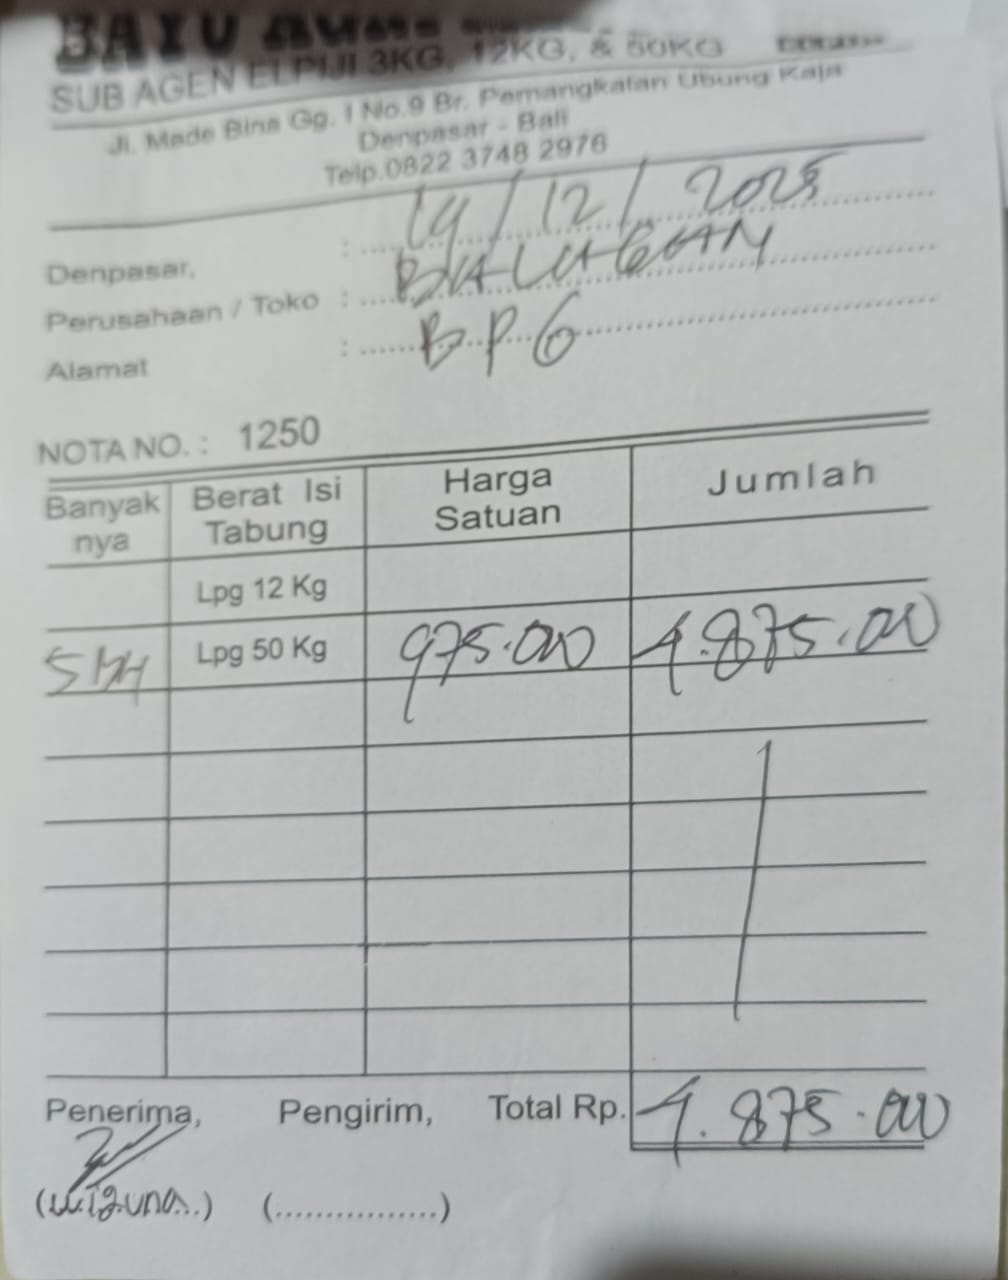 BAYU
SUB AGEN ELPIJI 3KG, 12KG, & 50KG
Jl. Made Bina Gg. I No.9 Br. Pemangkalan Ubung Kaja
Denpasar - Bali
Telp.0822 3748 2976
Denpasar, : 19/12/2025
Perusahaan / Toko :
Alamat : BPG
NOTA NO. : 1250
Banyak nya Berat Isi Tabung Harga Satuan Jumlah
Lpg 12 Kg
5 Lpg 50 Kg 975.000 4.875.000
Penerima, Pengirim, Total Rp. 4.875.000
(wiguna..) (................)